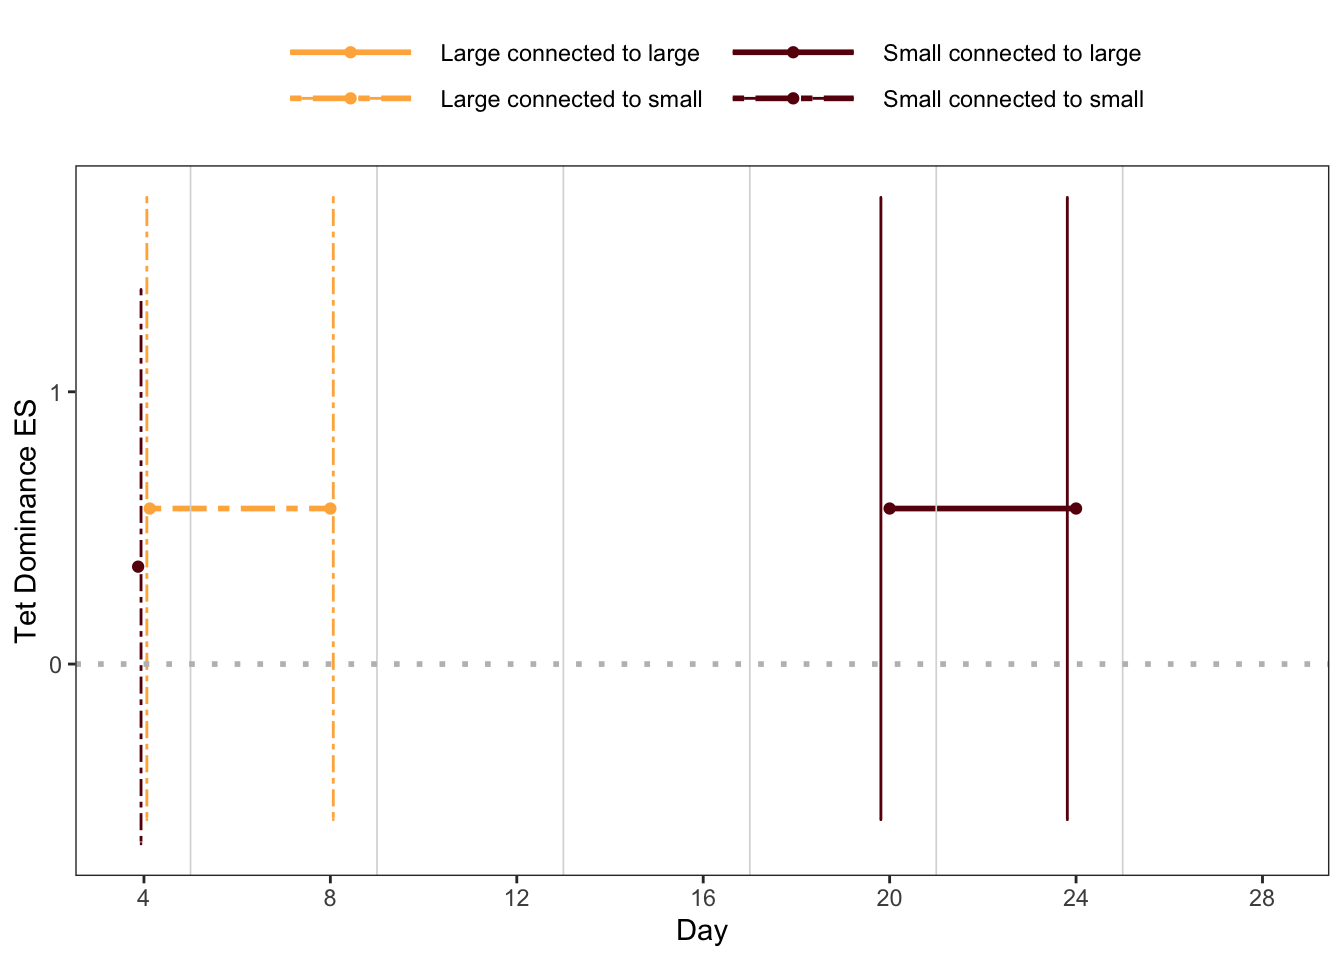 Large connected to large
Small connected to large
Large connected to small
Small connected to small
Tet Dominance ES
1
0
4 8 12 16 20 24 28
Day